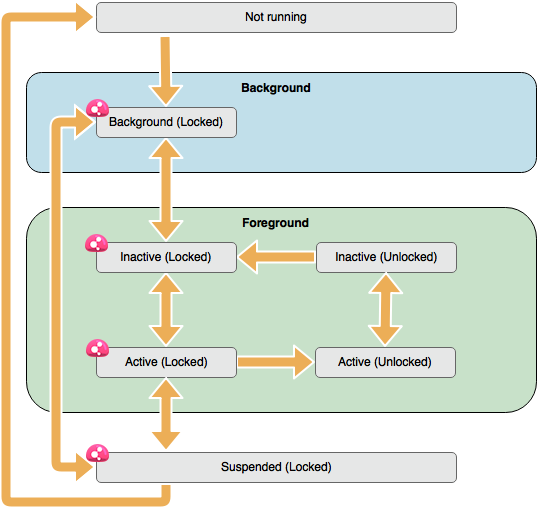 Not running
Background
Background (Locked)
Foreground
Inactive (Locked)
Inactive (Unlocked)
Active (Locked)
Active (Unlocked)
Suspended (Locked)